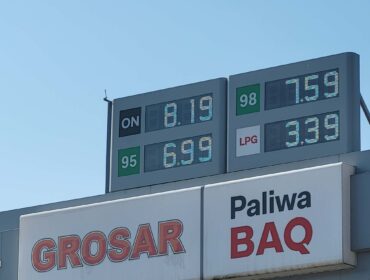 ON 8.19
95 6.99
98 7.59
LPG 3.39
GROSAR
Paliwa
BAQ